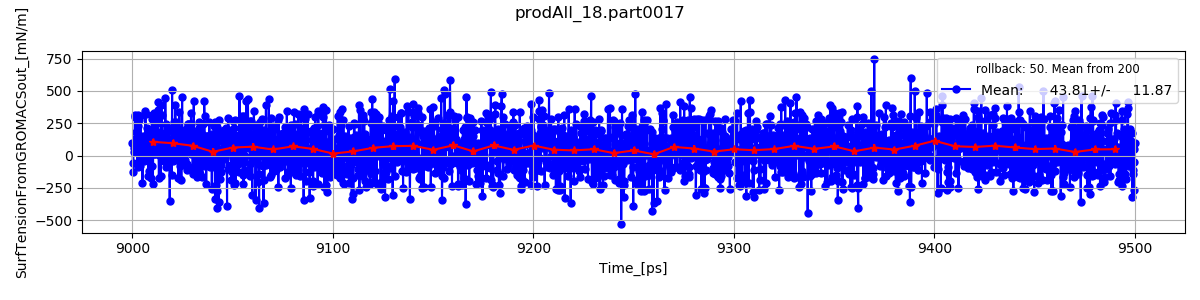 prodAll_18.part0017
SurfTensionFromGROMACSout_[mN/m]
750
500
250
0
−250
−500
rollback: 50. Mean from 200
Mean: 43.81+/- 11.87
9000 9100 9200 9300 9400 9500
Time_[ps]